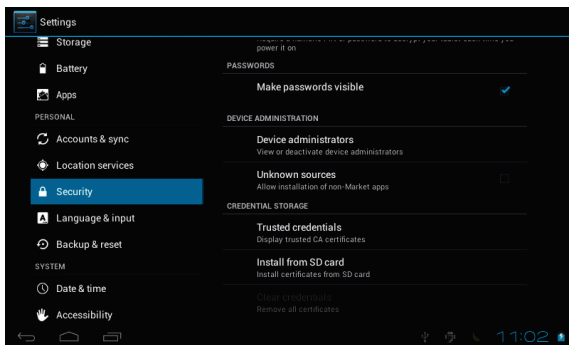 Settings
Storage
Battery
Apps
PERSONAL
Accounts & sync
Location services
Security
Language & input
Backup & reset
SYSTEM
Date & time
Accessibility
power it on
PASSWORDS
Make passwords visible
DEVICE ADMINISTRATION
Device administrators
View or deactivate device administrators
Unknown sources
Allow installation of non-Market apps
CREDENTIAL STORAGE
Trusted credentials
Display trusted CA certificates
Install from SD card
Install certificates from SD card
Clear credentials
Remove all certificates
11:02